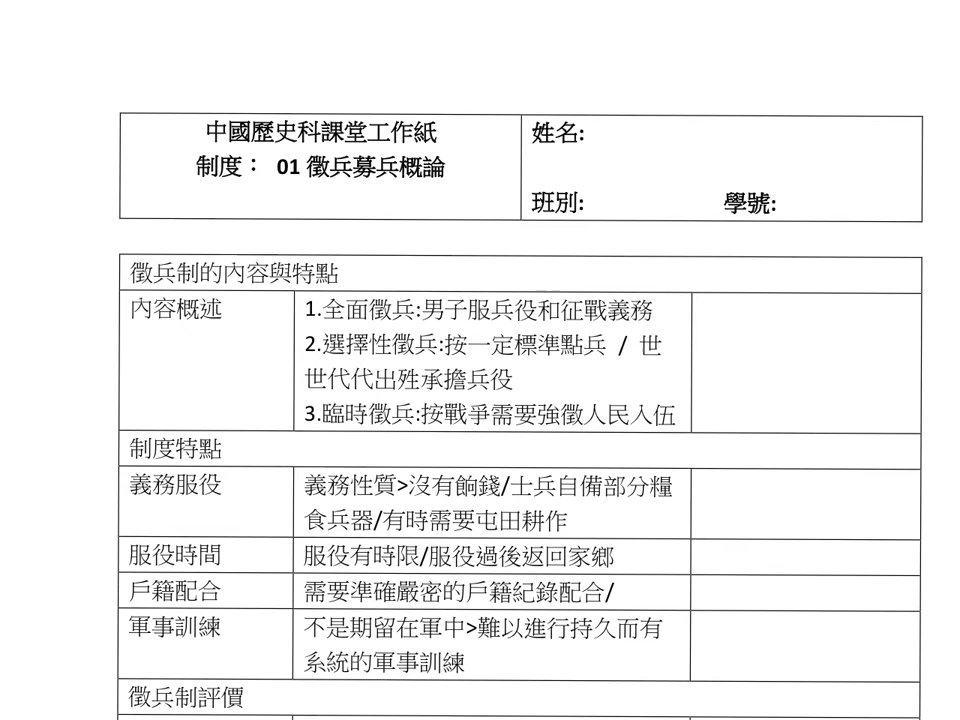 中國歷史科課堂工作紙
制度： 01 徵兵募兵概論
姓名:
班別: 學號:
徵兵制的內容與特點
內容概述
1.全面徵兵:男子服兵役和征戰義務
2.選擇性徵兵:按一定標準點兵 / 世
世代代出甡承擔兵役
3.臨時徵兵:按戰爭需要強徵人民入伍
制度特點
義務服役
義務性質>沒有餉錢/士兵自備部分糧
食兵器/有時需要屯田耕作
服役時間
服役有時限/服役過後返回家鄉
戶籍配合
需要準確嚴密的戶籍紀錄配合/
軍事訓練
不是期留在軍中>難以進行持久而有
系統的軍事訓練
徵兵制評價